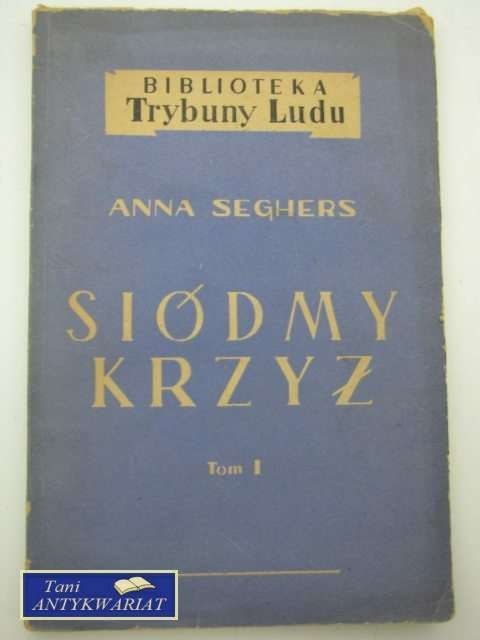 BIBLIOTEKA
Trybuny Ludu
ANNA SEGHERS
SIÓDMY
KRZYŻ
Tom I
Tani
ANTYKWARIAT